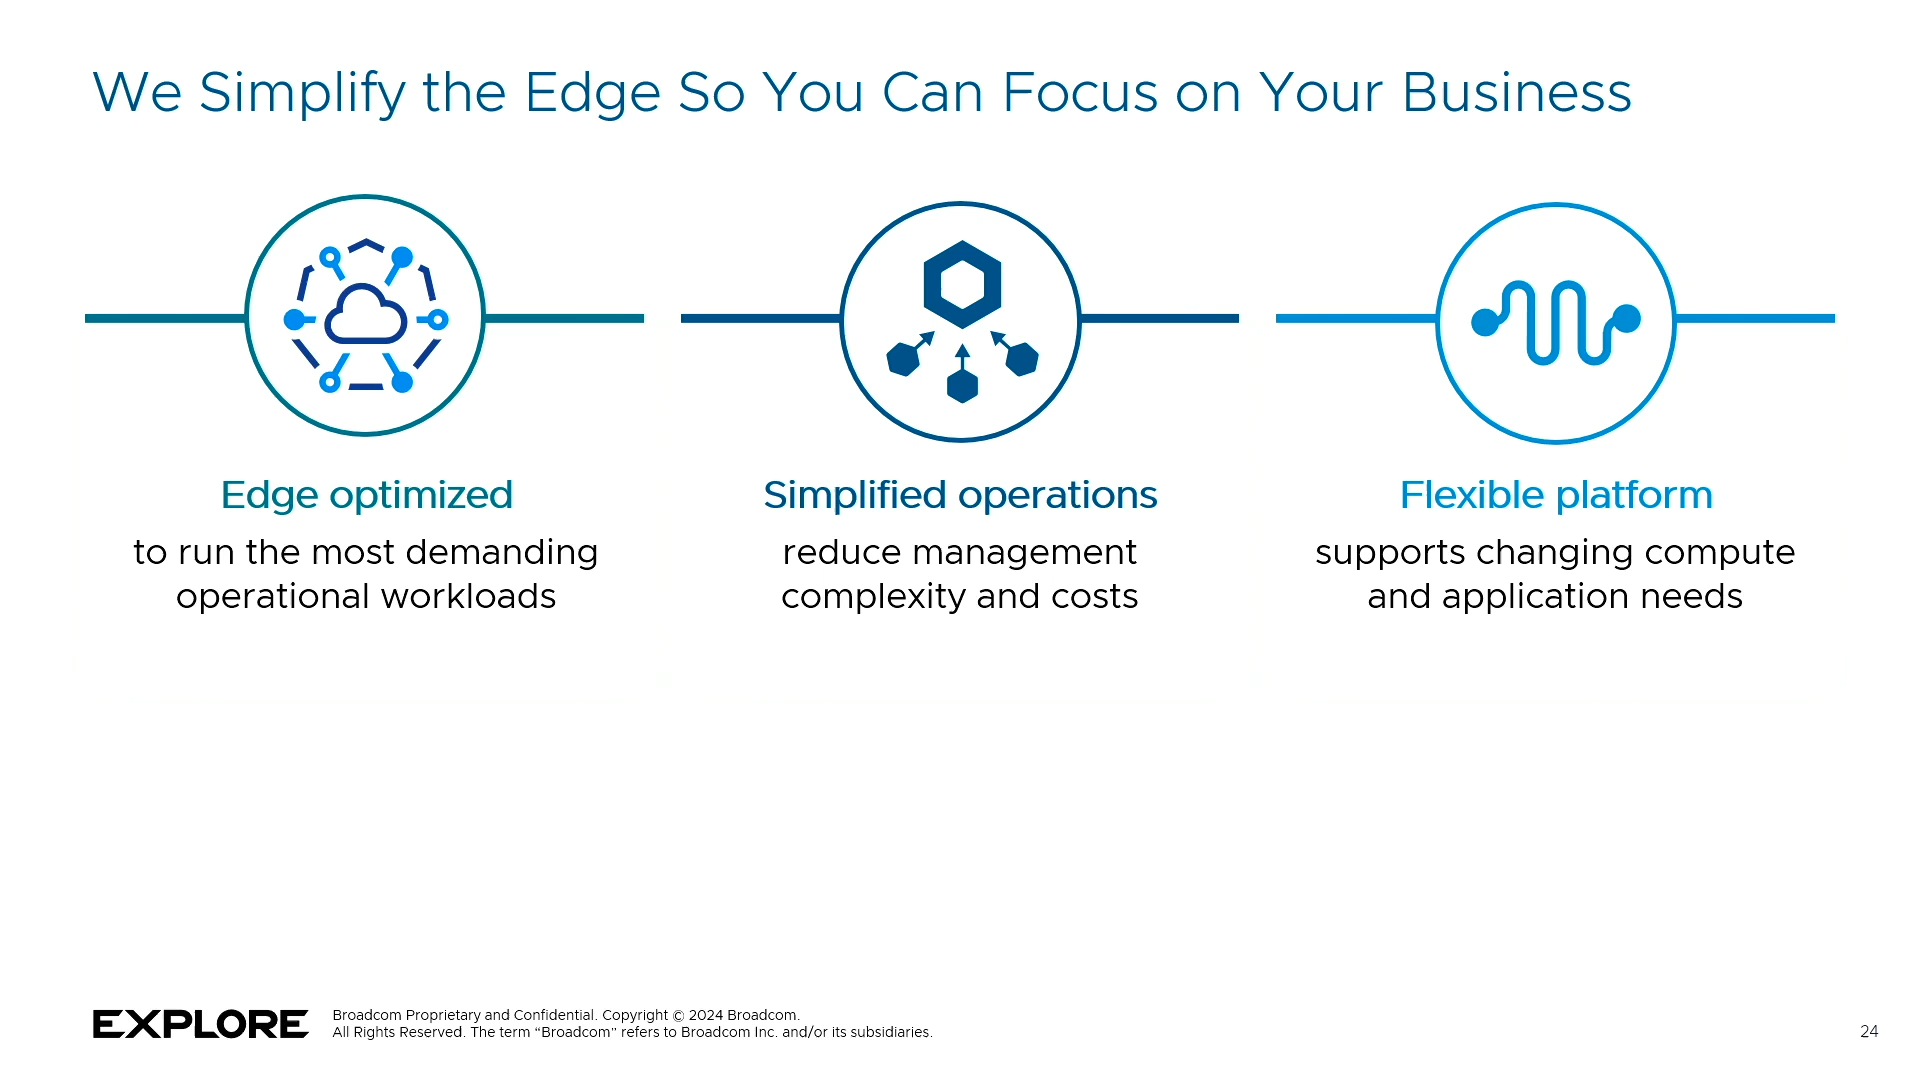 We Simplify the Edge So You Can Focus on Your Business
Edge optimized
to run the most demanding
operational workloads
Simplified operations
reduce management
complexity and costs
Flexible platform
supports changing compute
and application needs
EXPLORE
Broadcom Proprietary and Confidential. Copyright © 2024 Broadcom.
All Rights Reserved. The term “Broadcom” refers to Broadcom Inc. and/or its subsidiaries.
24